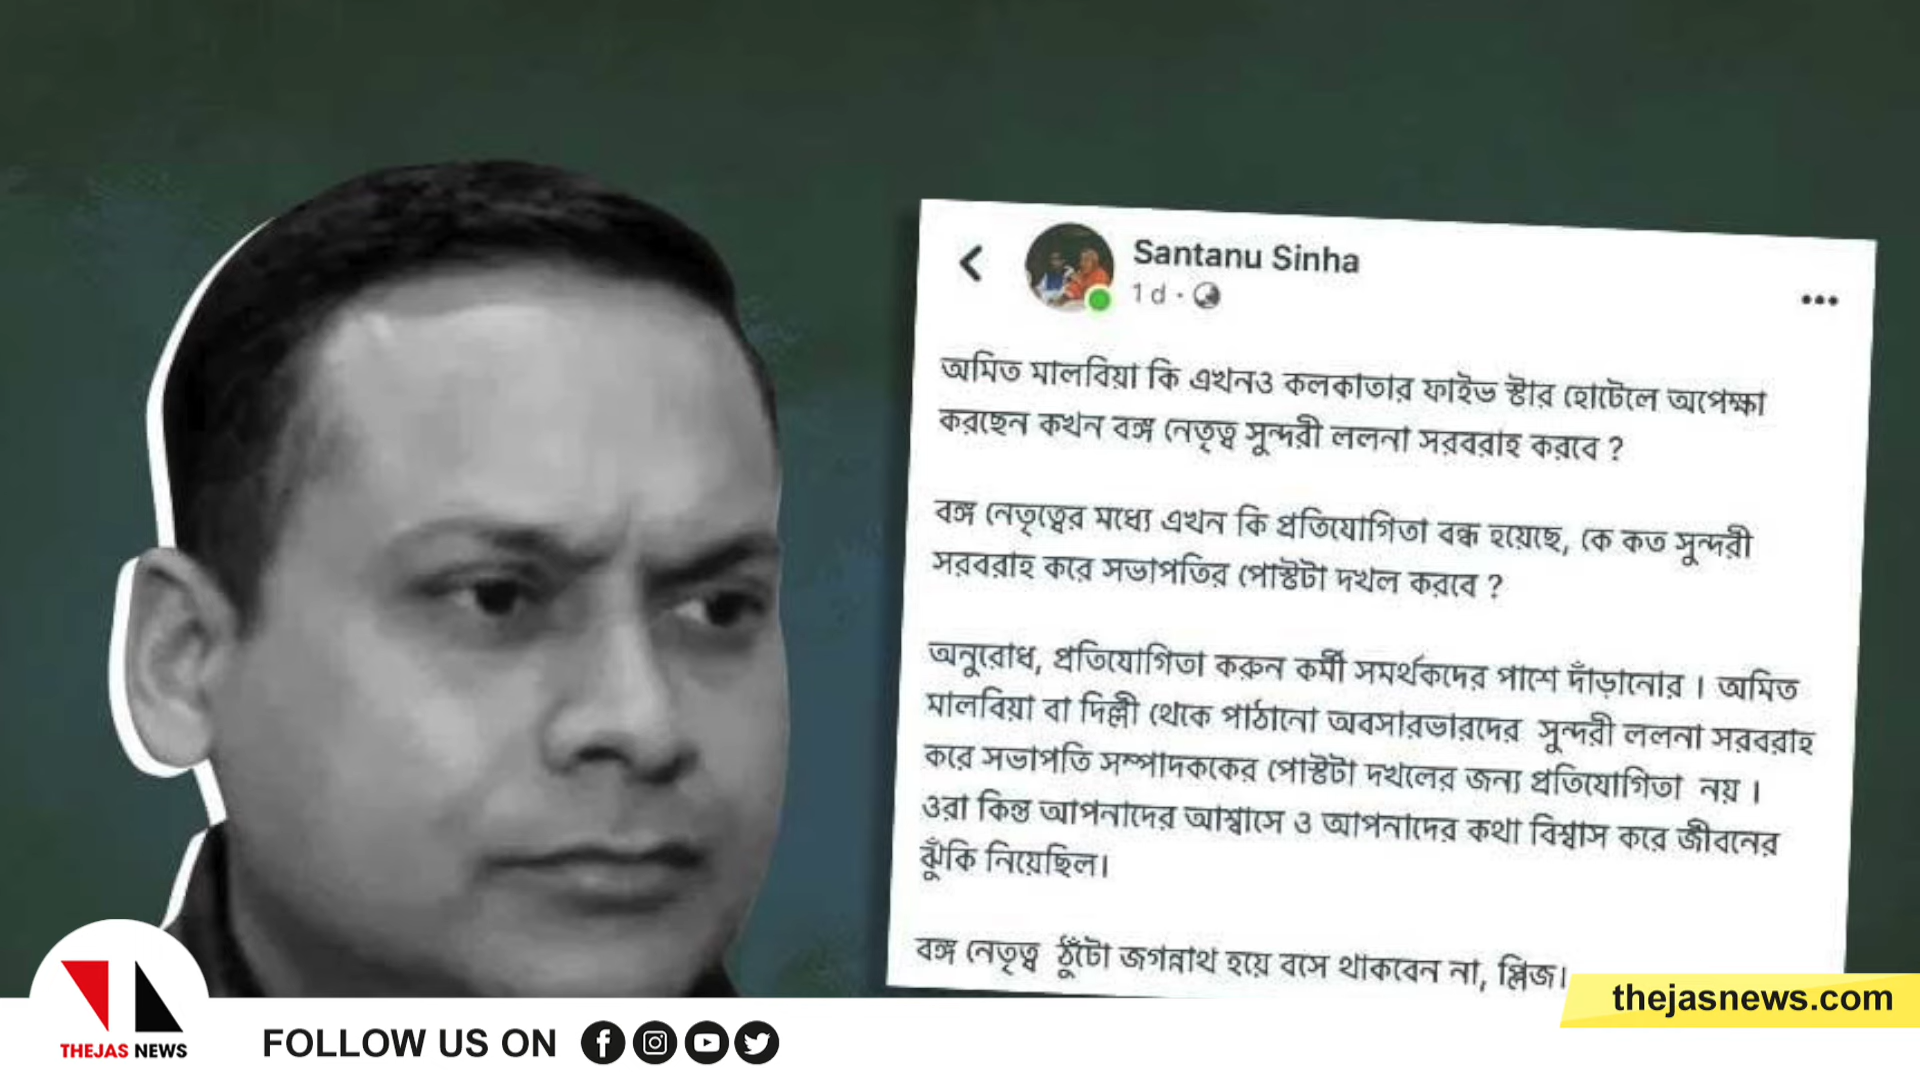 Santanu Sinha
1 d ·
অমিত মালবিয়া কি এখনও কলকাতার ফাইভ স্টার হোটেলে অপেক্ষা
করছেন কখন বঙ্গ নেতৃত্ব সুন্দরী ললনা সরবরাহ করবে ?
বঙ্গ নেতৃত্বের মধ্যে এখন কি প্রতিযোগিতা বন্ধ হয়েছে, কে কত সুন্দরী
সরবরাহ করে সভাপতির পোস্টটা দখল করবে ?
অনুরোধ, প্রতিযোগিতা করুন কর্মী সমর্থকদের পাশে দাঁড়ানোর । অমিত
মালবিয়া বা দিল্লী থেকে পাঠানো অবসারভারদের সুন্দরী ললনা সরবরাহ
করে সভাপতি সম্পাদককের পোস্টটা দখলের জন্য প্রতিযোগিতা নয় ।
ওরা কিন্তু আপনাদের আশ্বাসে ও আপনাদের কথা বিশ্বাস করে জীবনের
ঝুঁকি নিয়েছিল।
বঙ্গ নেতৃত্ব ঠুঁটো জগন্নাথ হয়ে বসে থাকবেন না, প্লিজ।
thejasnews.com
THEJAS NEWS
FOLLOW US ON